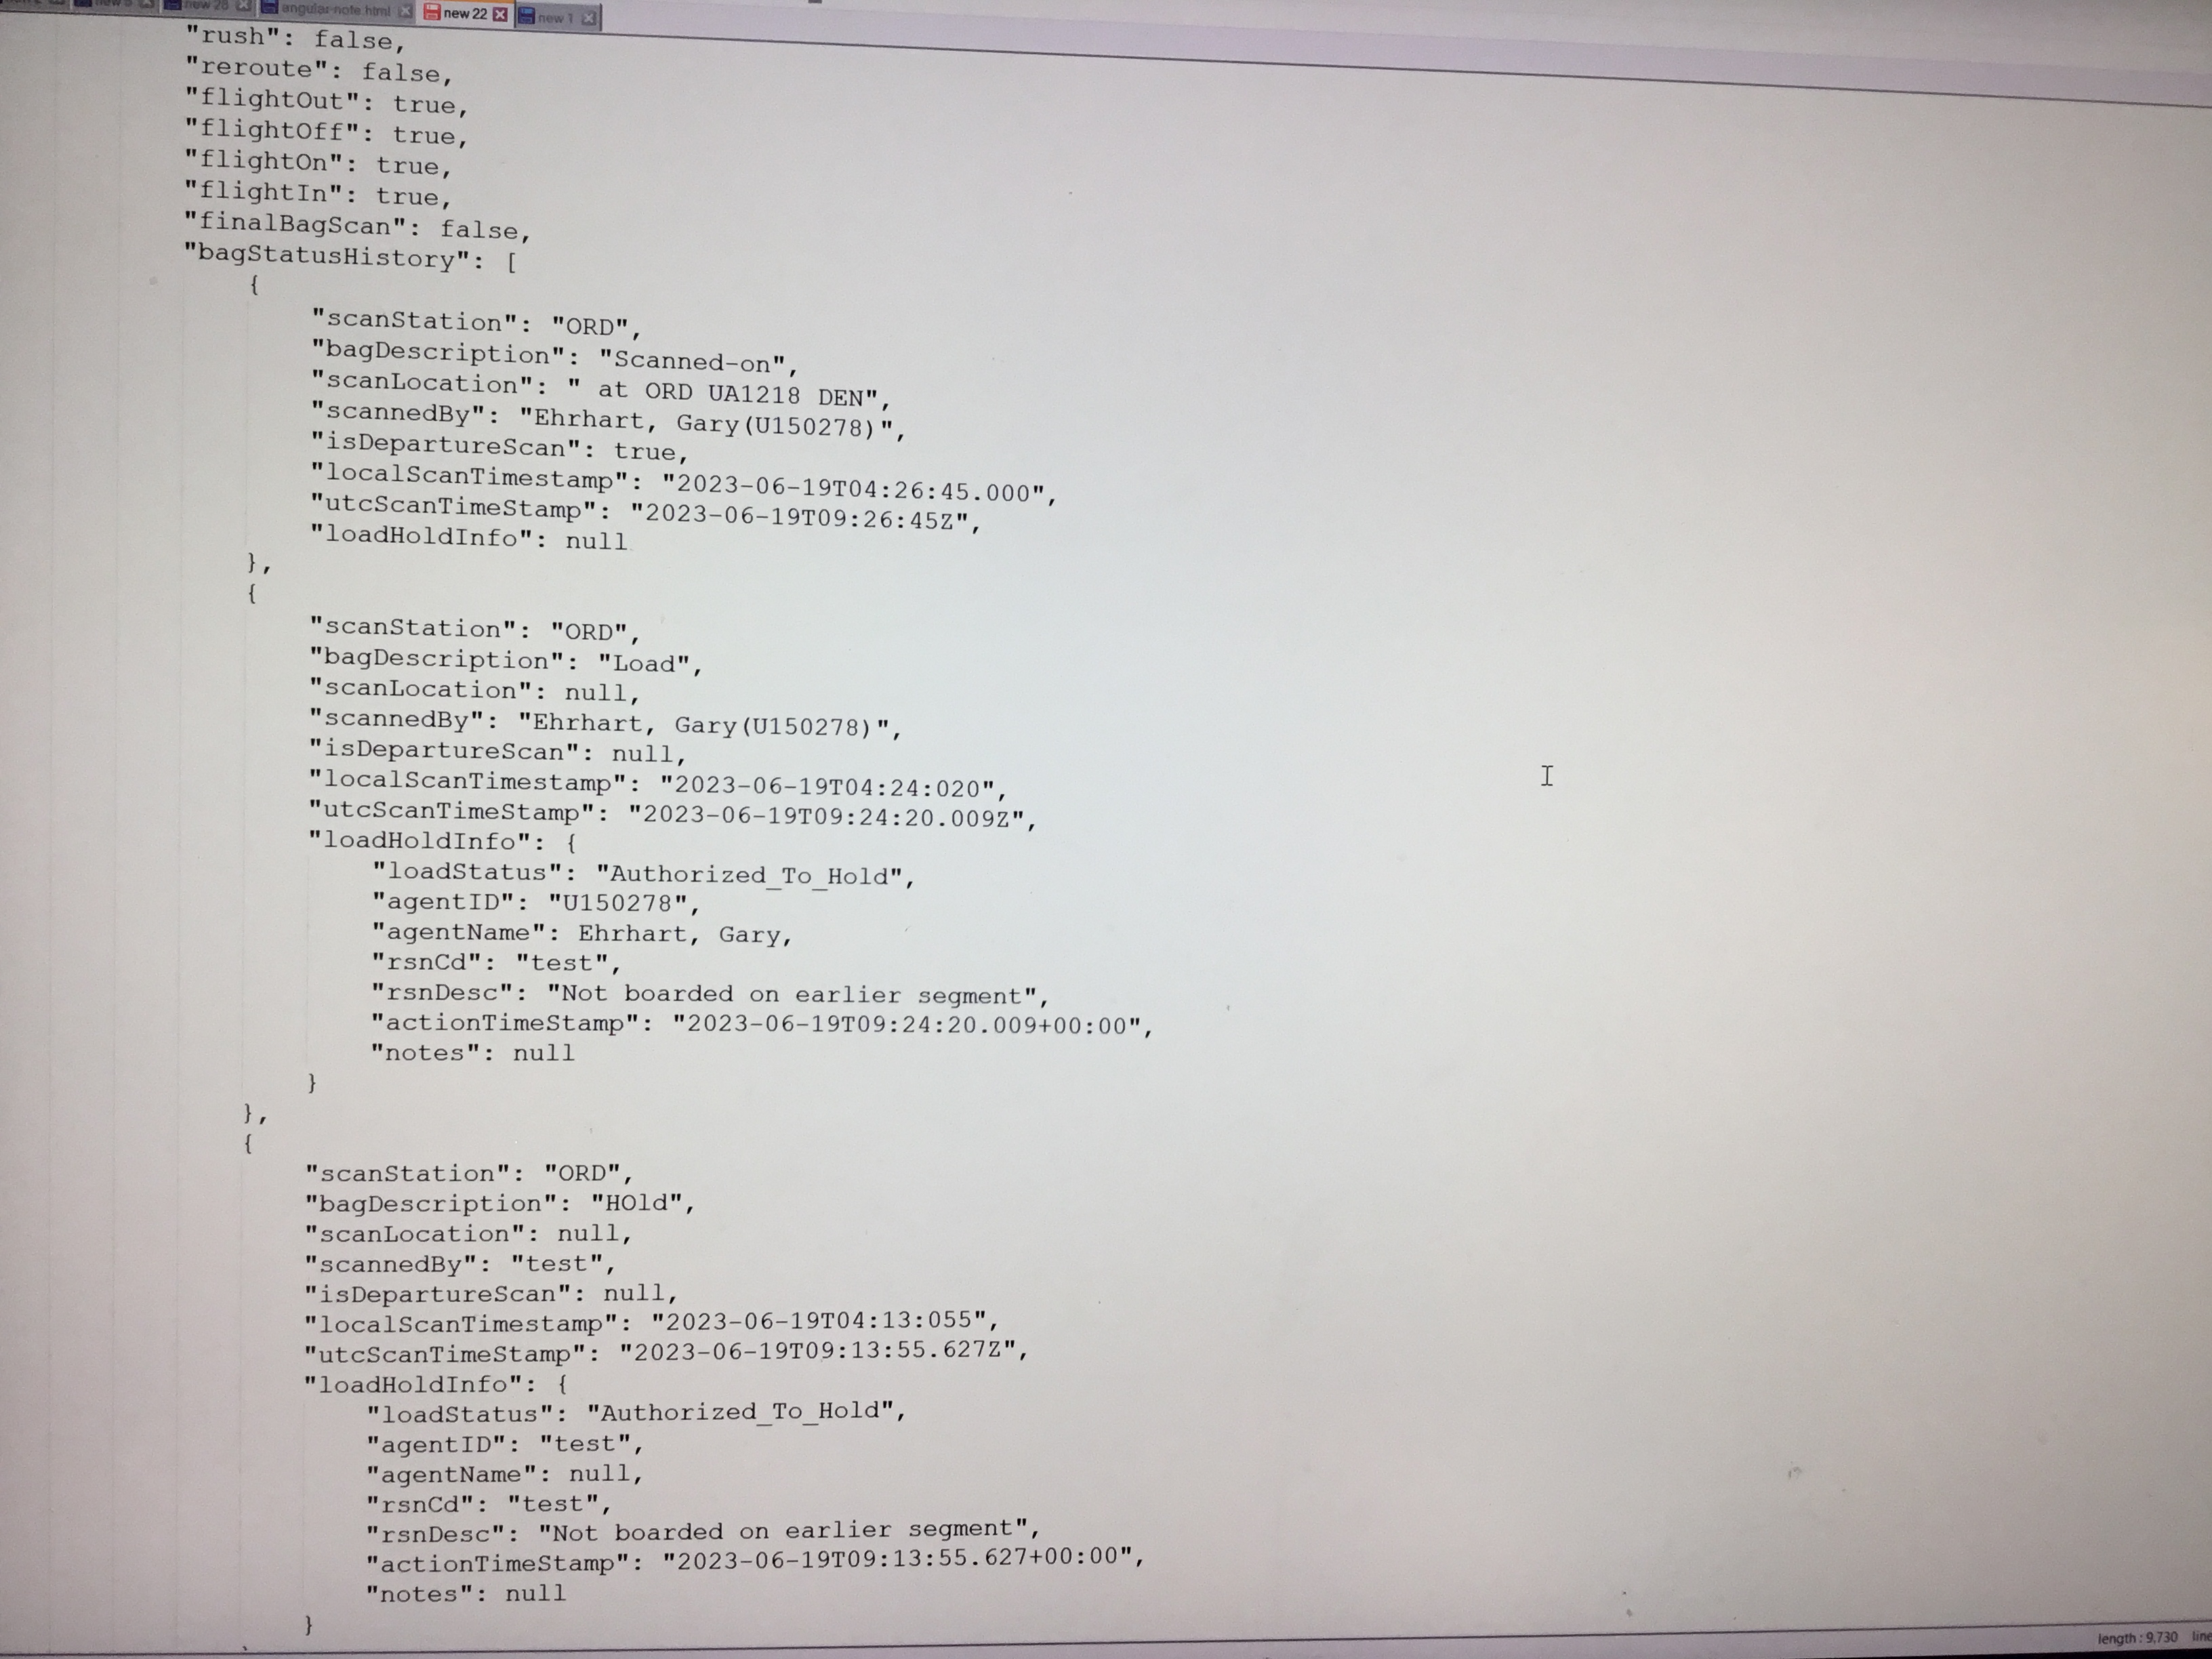 new 28
angular-note.html
new 22
new 1
"rush": false,
"reroute": false,
"flightOut": true,
"flightOff": true,
"flightOn": true,
"flightIn": true,
"finalBagScan": false,
"bagStatusHistory": [
{
"scanStation": "ORD",
"bagDescription": "Scanned-on",
"scanLocation": " at ORD UA1218 DEN",
"scannedBy": "Ehrhart, Gary(U150278)",
"isDepartureScan": true,
"localScanTimestamp": "2023-06-19T04:26:45.000",
"utcScanTimeStamp": "2023-06-19T09:26:45Z",
"loadHoldInfo": null
},
{
"scanStation": "ORD",
"bagDescription": "Load",
"scanLocation": null,
"scannedBy": "Ehrhart, Gary(U150278)",
"isDepartureScan": null,
"localScanTimestamp": "2023-06-19T04:24:020",
"utcScanTimeStamp": "2023-06-19T09:24:20.009Z",
"loadHoldInfo": {
"loadStatus": "Authorized_To_Hold",
"agentID": "U150278",
"agentName": Ehrhart, Gary,
"rsnCd": "test",
"rsnDesc": "Not boarded on earlier segment",
"actionTimeStamp": "2023-06-19T09:24:20.009+00:00",
"notes": null
}
},
{
"scanStation": "ORD",
"bagDescription": "HOld",
"scanLocation": null,
"scannedBy": "test",
"isDepartureScan": null,
"localScanTimestamp": "2023-06-19T04:13:055",
"utcScanTimeStamp": "2023-06-19T09:13:55.627Z",
"loadHoldInfo": {
"loadStatus": "Authorized_To_Hold",
"agentID": "test",
"agentName": null,
"rsnCd": "test",
"rsnDesc": "Not boarded on earlier segment",
"actionTimeStamp": "2023-06-19T09:13:55.627+00:00",
"notes": null
}
length : 9,730 line